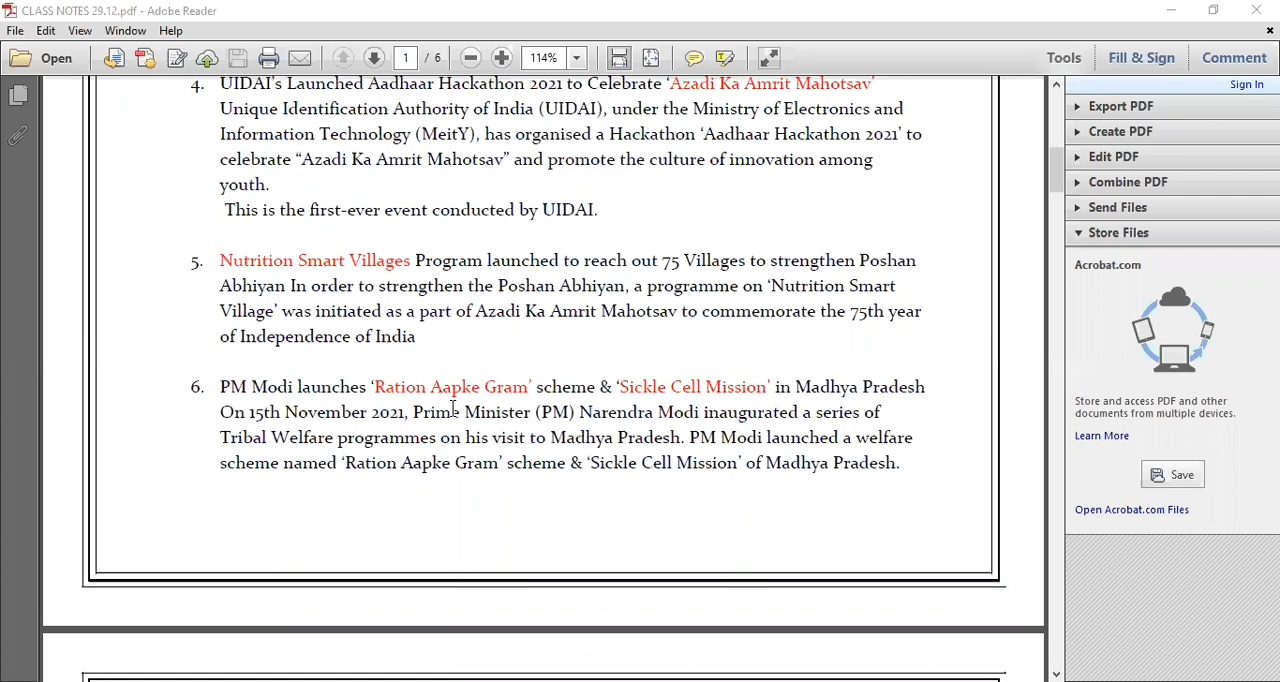 CLASS NOTES 29.12.pdf - Adobe Reader
File Edit View Window Help
Open 1 / 6 114% Tools Fill & Sign Comment
Sign In
Export PDF
Create PDF
Edit PDF
Combine PDF
Send Files
Store Files
Acrobat.com
Store and access PDF and other
documents from multiple devices.
Learn More
Save
Open Acrobat.com Files
4. UIDAI's Launched Aadhaar Hackathon 2021 to Celebrate ‘Azadi Ka Amrit Mahotsav’
Unique Identification Authority of India (UIDAI), under the Ministry of Electronics and
Information Technology (MeitY), has organised a Hackathon ‘Aadhaar Hackathon 2021’ to
celebrate “Azadi Ka Amrit Mahotsav” and promote the culture of innovation among
youth.
This is the first-ever event conducted by UIDAI.
5. Nutrition Smart Villages Program launched to reach out 75 Villages to strengthen Poshan
Abhiyan In order to strengthen the Poshan Abhiyan, a programme on ‘Nutrition Smart
Village’ was initiated as a part of Azadi Ka Amrit Mahotsav to commemorate the 75th year
of Independence of India
6. PM Modi launches ‘Ration Aapke Gram’ scheme & ‘Sickle Cell Mission’ in Madhya Pradesh
On 15th November 2021, Prime Minister (PM) Narendra Modi inaugurated a series of
Tribal Welfare programmes on his visit to Madhya Pradesh. PM Modi launched a welfare
scheme named ‘Ration Aapke Gram’ scheme & ‘Sickle Cell Mission’ of Madhya Pradesh.